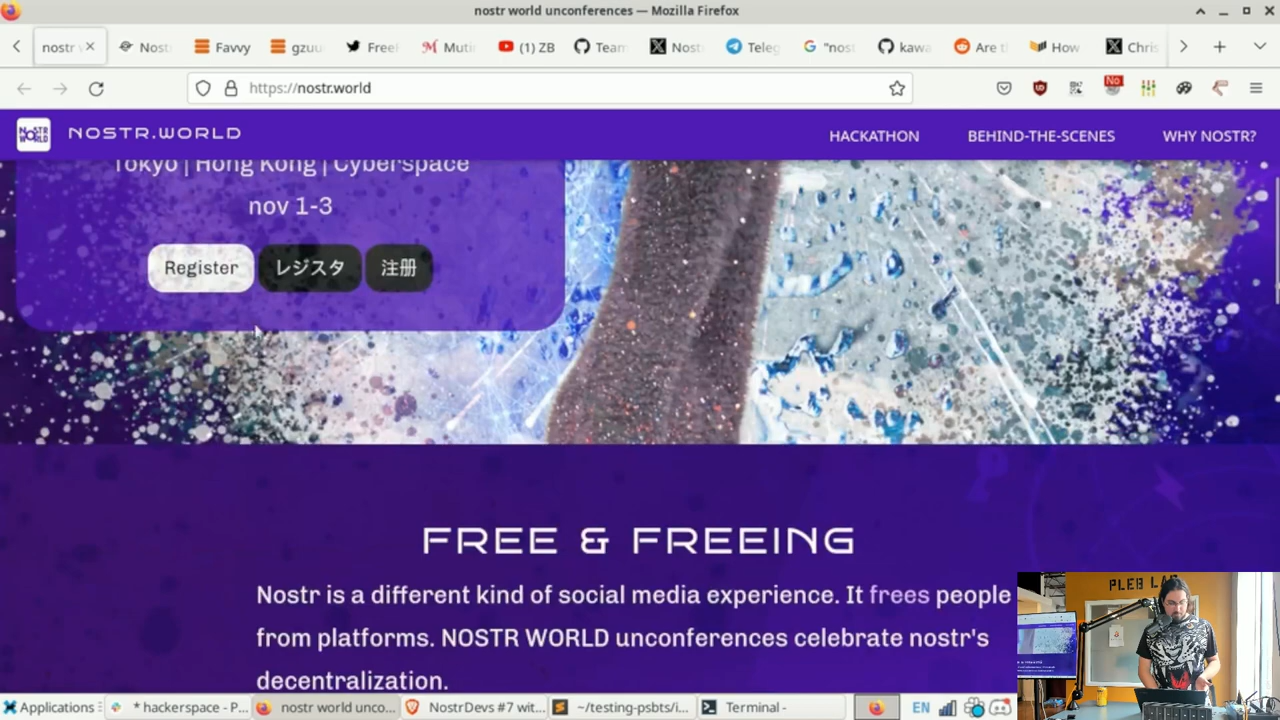 nostr world unconferences — Mozilla Firefox
nostr
Nost
Favvy
gzuu
Free
Muti
(1) ZB
Team
Nost
Teleg
"nost
kawa
Are t
How
Chris
https://nostr.world
No
NOSTR WORLD
NOSTR.WORLD
HACKATHON
BEHIND-THE-SCENES
WHY NOSTR?
Tokyo | Hong Kong | Cyberspace
nov 1-3
Register
レジスタ
注册
FREE & FREEING
Nostr is a different kind of social media experience. It frees people
from platforms. NOSTR WORLD unconferences celebrate nostr's
decentralization.
PLEB LAB
Applications
* hackerspace - P...
nostr world unco...
NostrDevs #7 wit...
~/testing-psbts/i...
Terminal -
EN